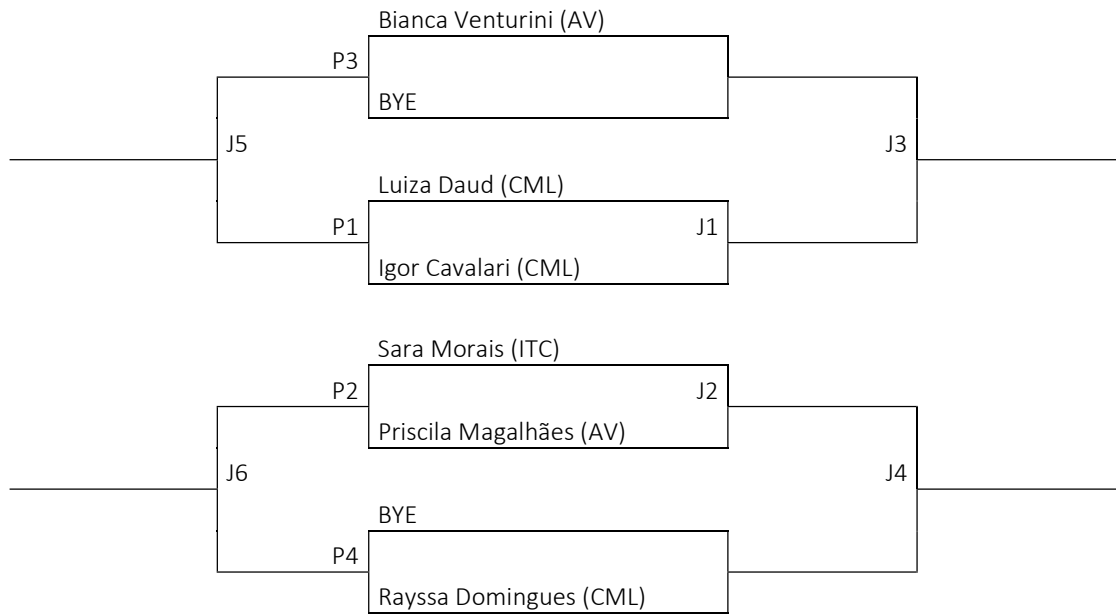 Bianca Venturini (AV)
P3
BYE
J5
J3
Luiza Daud (CML)
P1
J1
Igor Cavalari (CML)
Sara Morais (ITC)
P2
J2
Priscila Magalhães (AV)
J6
J4
BYE
P4
Rayssa Domingues (CML)